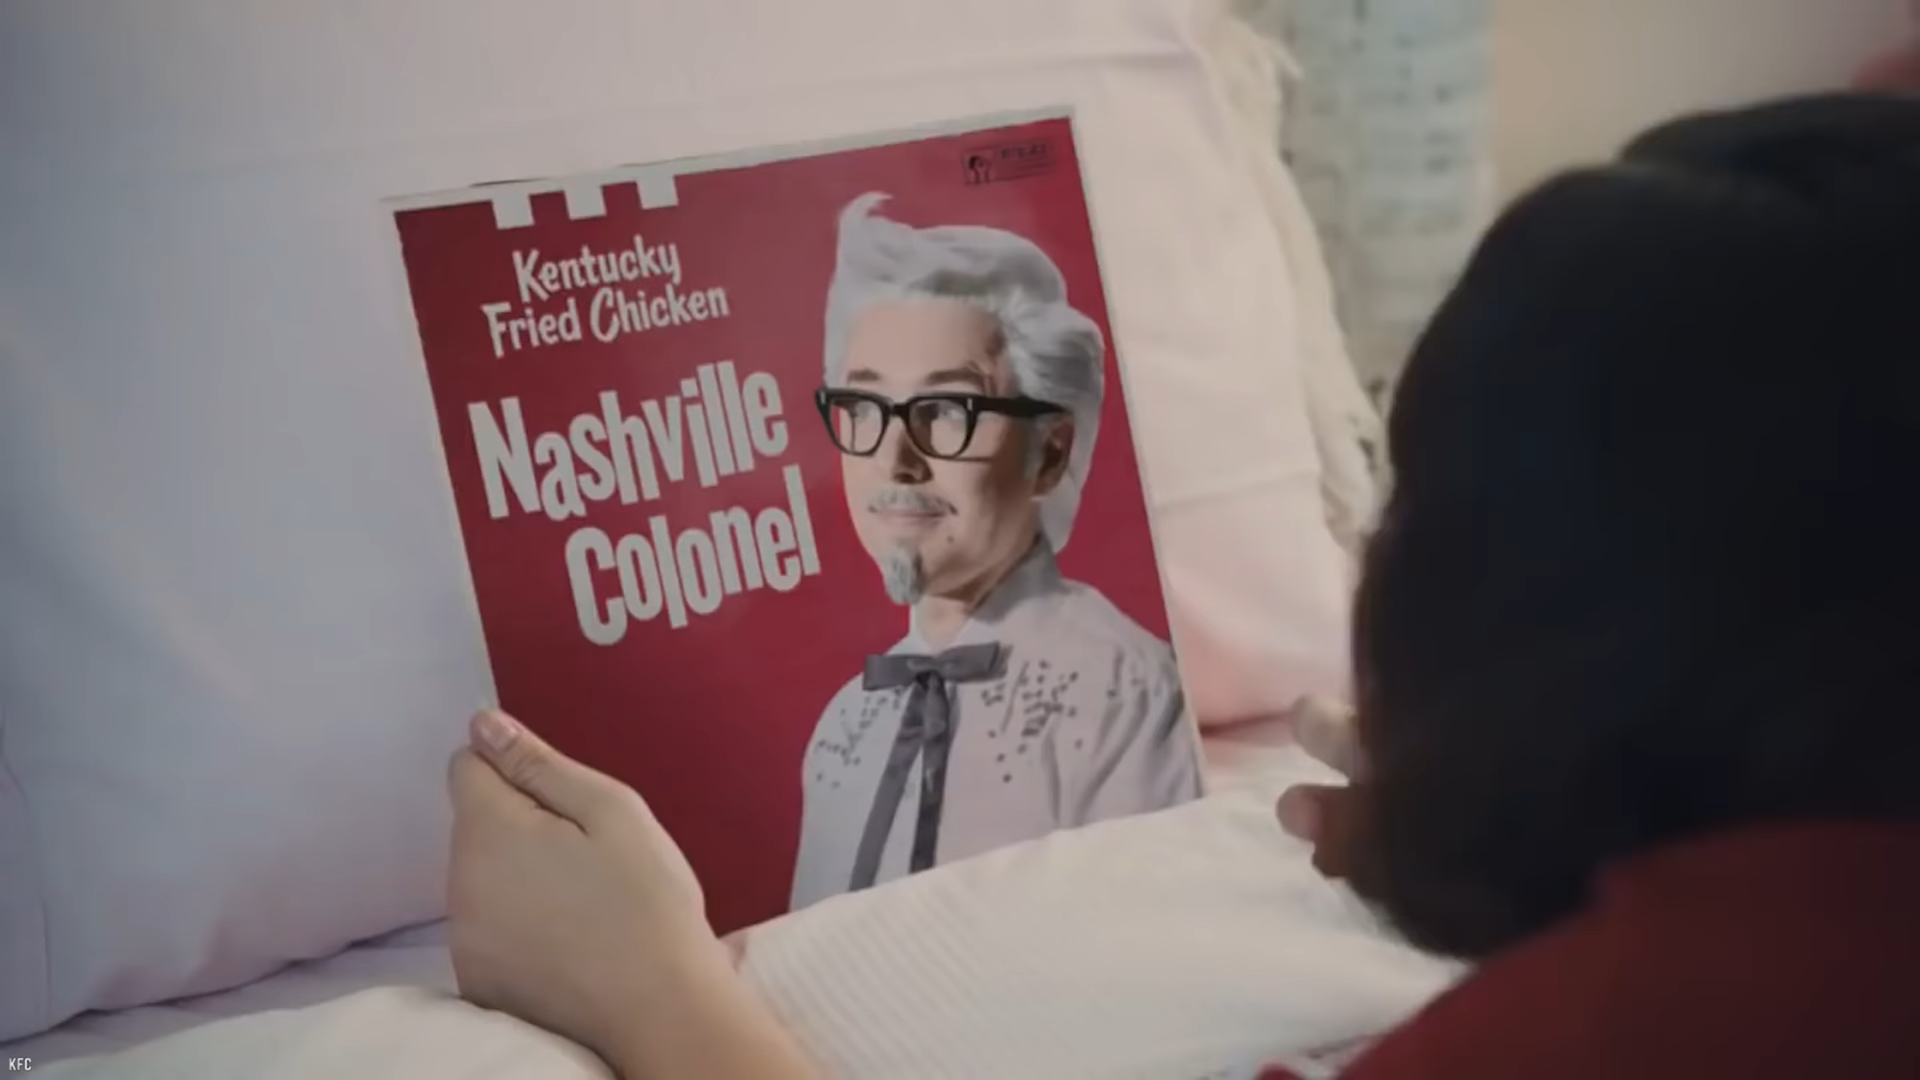 Kentucky
Fried Chicken
Nashville
Colonel
KFC